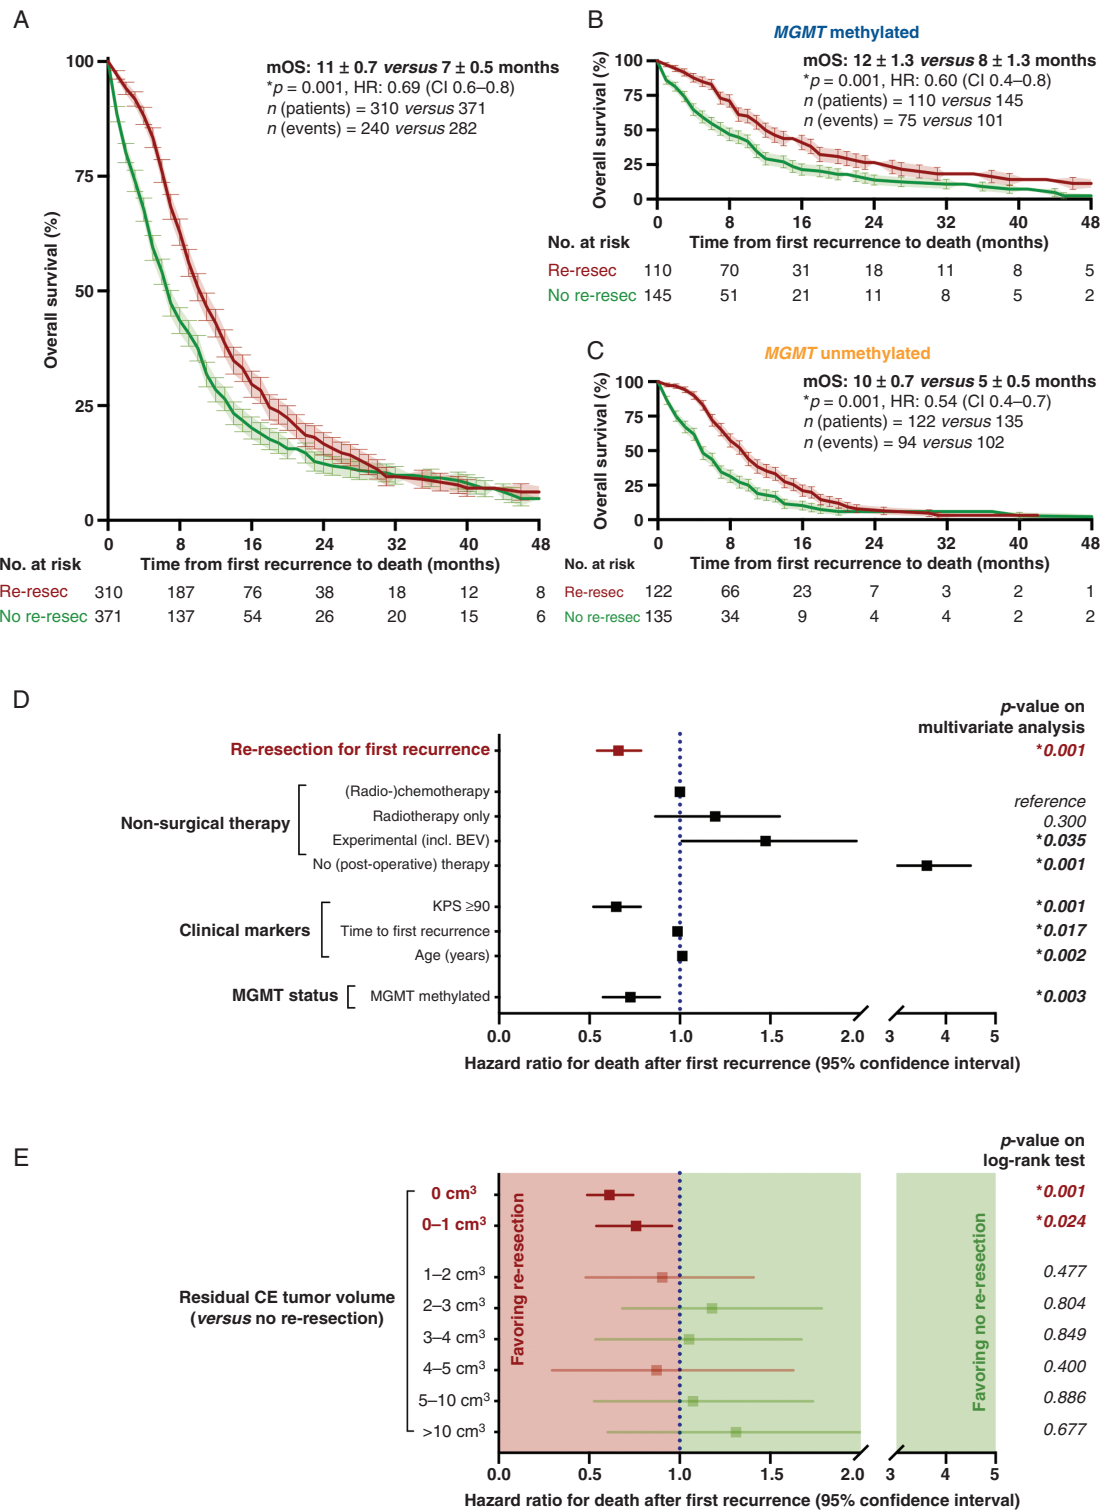 A
mOS: 11 ± 0.7 versus 7 ± 0.5 months
*p = 0.001, HR: 0.69 (CI 0.6–0.8)
n (patients) = 310 versus 371
n (events) = 240 versus 282
Overall survival (%)
100
75
50
25
0
0 8 16 24 32 40 48
No. at risk Time from first recurrence to death (months)
Re-resec 310 187 76 38 18 12 8
No re-resec 371 137 54 26 20 15 6
B
MGMT methylated
mOS: 12 ± 1.3 versus 8 ± 1.3 months
*p = 0.001, HR: 0.60 (CI 0.4–0.8)
n (patients) = 110 versus 145
n (events) = 75 versus 101
Overall survival (%)
100
75
50
25
0
0 8 16 24 32 40 48
No. at risk Time from first recurrence to death (months)
Re-resec 110 70 31 18 11 8 5
No re-resec 145 51 21 11 8 5 2
C
MGMT unmethylated
mOS: 10 ± 0.7 versus 5 ± 0.5 months
*p = 0.001, HR: 0.54 (CI 0.4–0.7)
n (patients) = 122 versus 135
n (events) = 94 versus 102
Overall survival (%)
100
75
50
25
0
0 8 16 24 32 40 48
No. at risk Time from first recurrence to death (months)
Re-resec 122 66 23 7 3 2 1
No re-resec 135 34 9 4 4 2 2
D
p-value on
multivariate analysis
Re-resection for first recurrence *0.001
Non-surgical therapy
(Radio-)chemotherapy reference
Radiotherapy only 0.300
Experimental (incl. BEV) *0.035
No (post-operative) therapy *0.001
Clinical markers
KPS ≥90 *0.001
Time to first recurrence *0.017
Age (years) *0.002
MGMT status
MGMT methylated *0.003
0.0 0.5 1.0 1.5 2.0 3 4 5
Hazard ratio for death after first recurrence (95% confidence interval)
E
p-value on
log-rank test
Residual CE tumor volume
(versus no re-resection)
0 cm³ *0.001
0–1 cm³ *0.024
1–2 cm³ 0.477
2–3 cm³ 0.804
3–4 cm³ 0.849
4–5 cm³ 0.400
5–10 cm³ 0.886
>10 cm³ 0.677
Favoring re-resection
Favoring no re-resection
0.0 0.5 1.0 1.5 2.0 3 4 5
Hazard ratio for death after first recurrence (95% confidence interval)